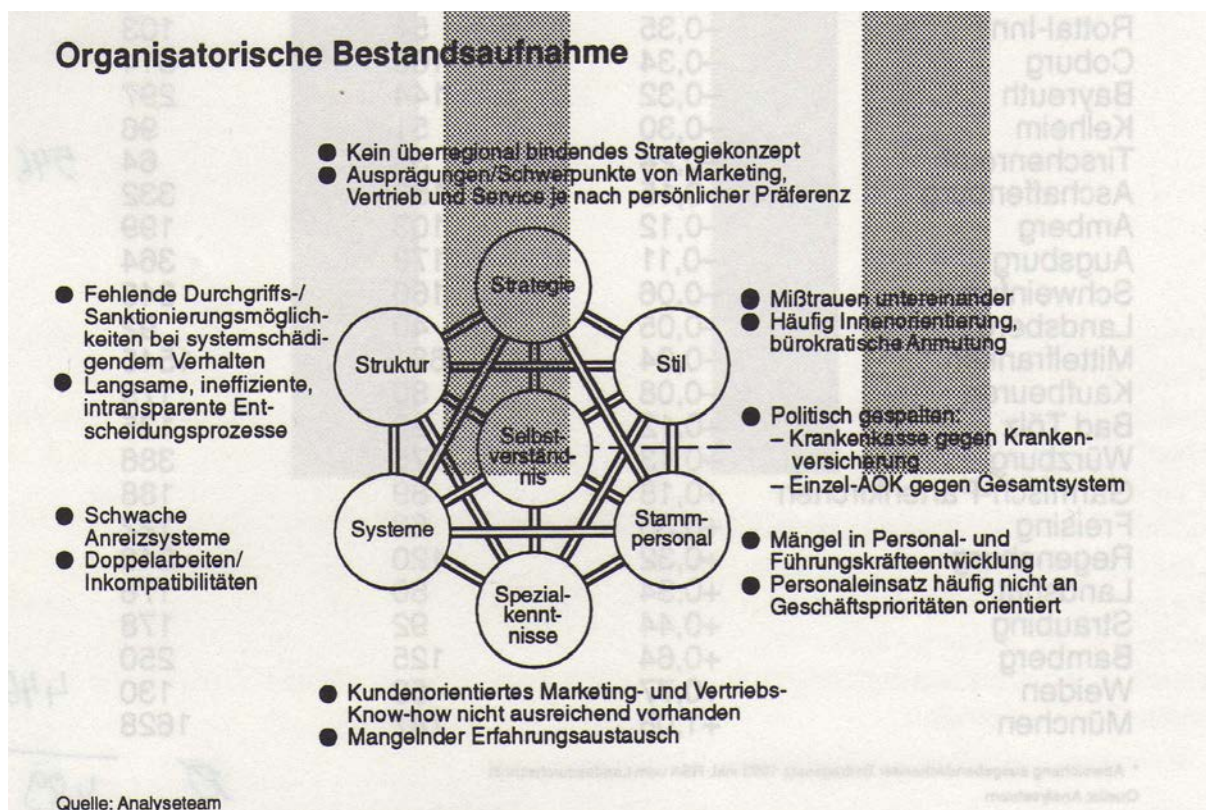 Organisatorische Bestandsaufnahme
● Kein überregional bindendes Strategiekonzept
● Ausprägungen/Schwerpunkte von Marketing,
Vertrieb und Service je nach persönlicher Präferenz
● Fehlende Durchgriffs-/
Sanktionierungsmöglich-
keiten bei systemschädi-
gendem Verhalten
● Langsame, ineffiziente,
intransparente Ent-
scheidungsprozesse
Strategie
Struktur
Stil
● Mißtrauen untereinander
● Häufig Innenorientierung,
bürokratische Anmutung
Selbst-
verständ-
nis
● Politisch gespalten:
– Krankenkasse gegen Kranken-
versicherung
– Einzel-AOK gegen Gesamtsystem
● Schwache
Anreizsysteme
● Doppelarbeiten/
Inkompatibilitäten
Systeme
Stamm-
personal
● Mängel in Personal- und
Führungskräfteentwicklung
● Personaleinsatz häufig nicht an
Geschäftsprioritäten orientiert
Spezial-
kennt-
nisse
● Kundenorientiertes Marketing- und Vertriebs-
Know-how nicht ausreichend vorhanden
● Mangelnder Erfahrungsaustausch
Quelle: Analyseteam